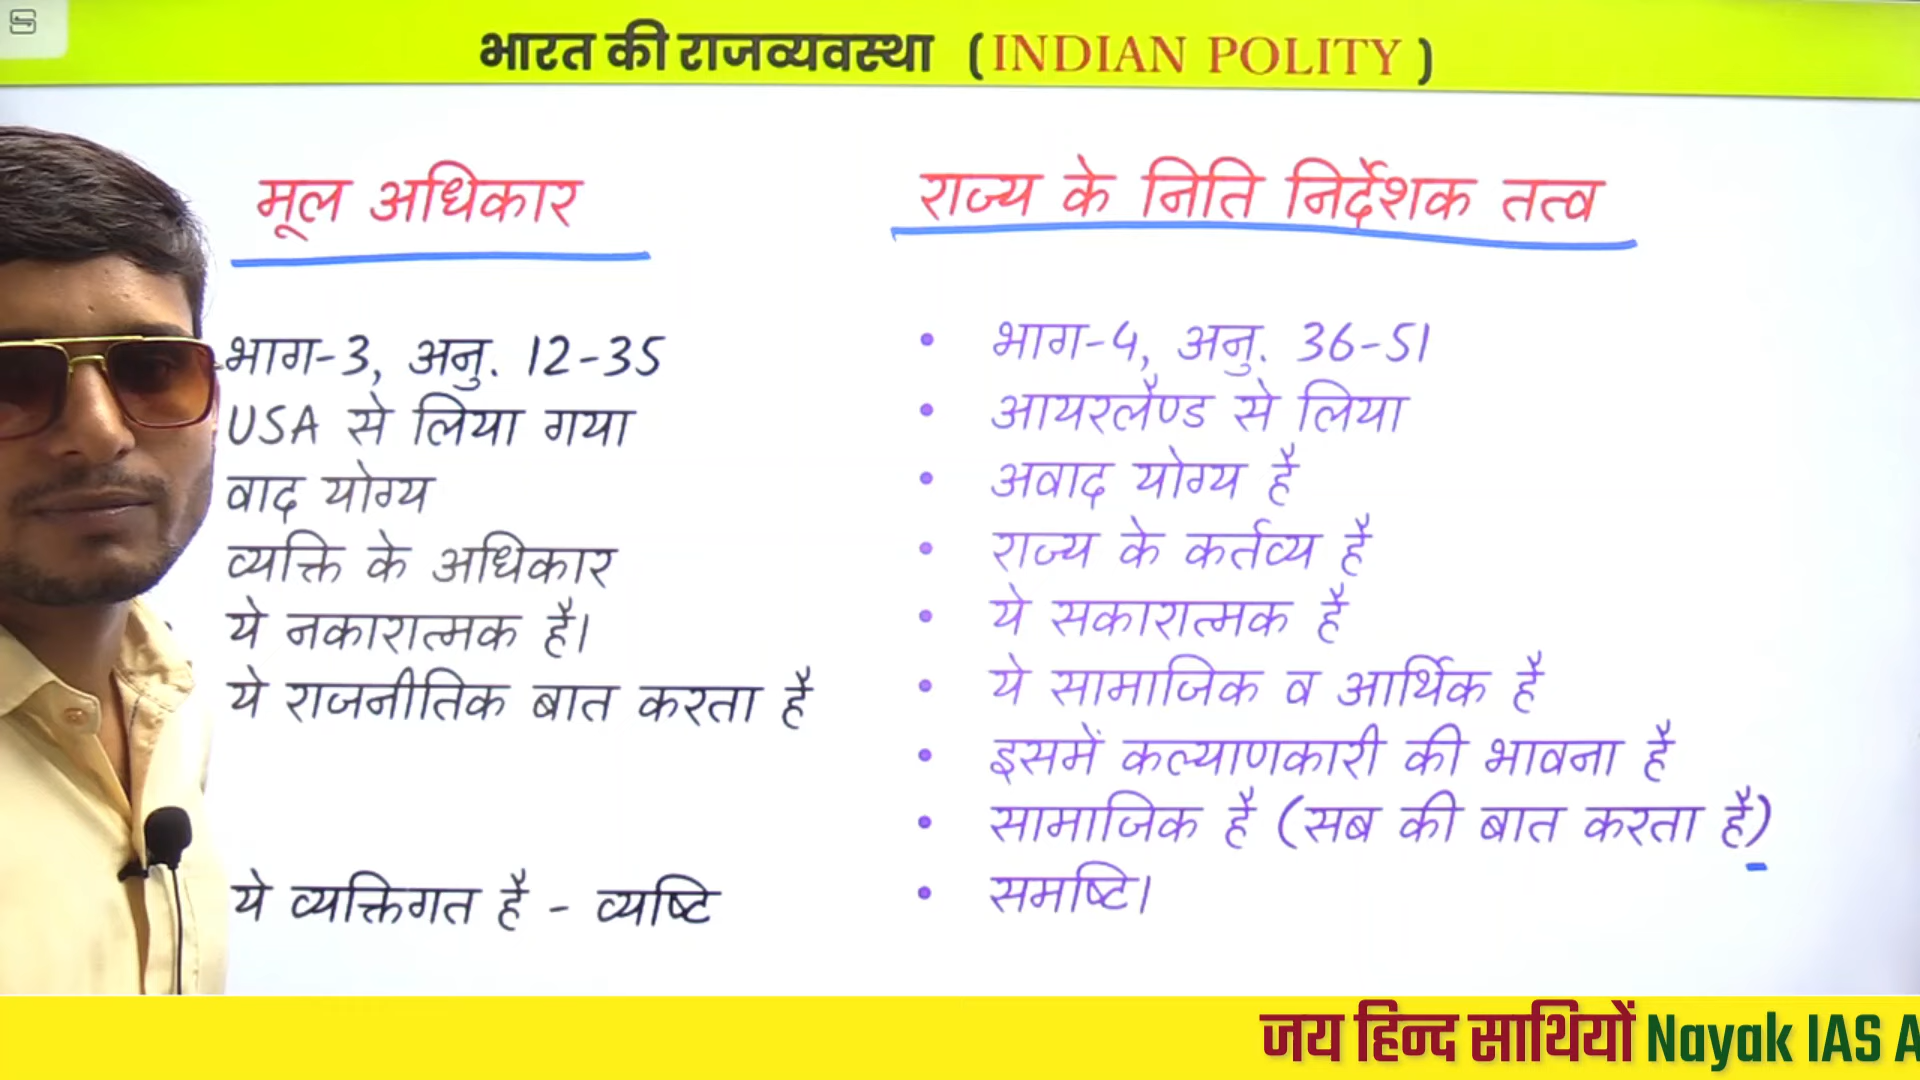 भारत की राजव्यवस्था (INDIAN POLITY)
मूल अधिकार
भाग-3, अनु. 12-35
USA से लिया गया
वाद योग्य
व्यक्ति के अधिकार
ये नकारात्मक है।
ये राजनीतिक बात करता है
ये व्यक्तिगत है - व्यष्टि
राज्य के निति निर्देशक तत्व
• भाग-4, अनु. 36-51
• आयरलैण्ड से लिया
• अवाद योग्य है
• राज्य के कर्तव्य है
• ये सकारात्मक है
• ये सामाजिक व आर्थिक है
• इसमें कल्याणकारी की भावना है
• सामाजिक है (सब की बात करता है)
• समष्टि।
जय हिन्द साथियों Nayak IAS A